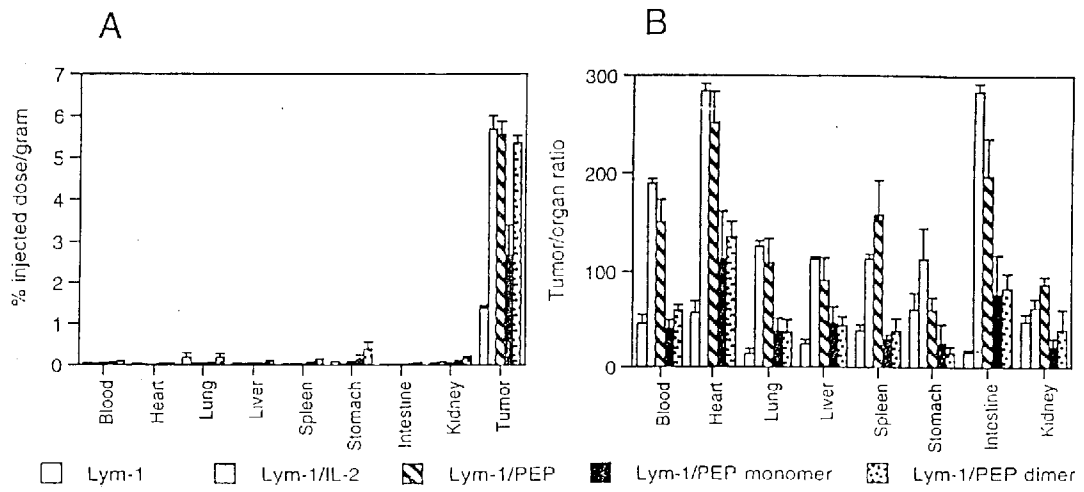 A
B
% injected dose/gram
7
6
5
4
3
2
1
0
Blood
Heart
Lung
Liver
Spleen
Stomach
Intestine
Kidney
Tumor
Tumor/organ ratio
300
200
100
0
Blood
Heart
Lung
Liver
Spleen
Stomach
Intestine
Kidney
Lym-1 Lym-1/IL-2 Lym-1/PEP Lym-1/PEP monomer Lym-1/PEP dimer